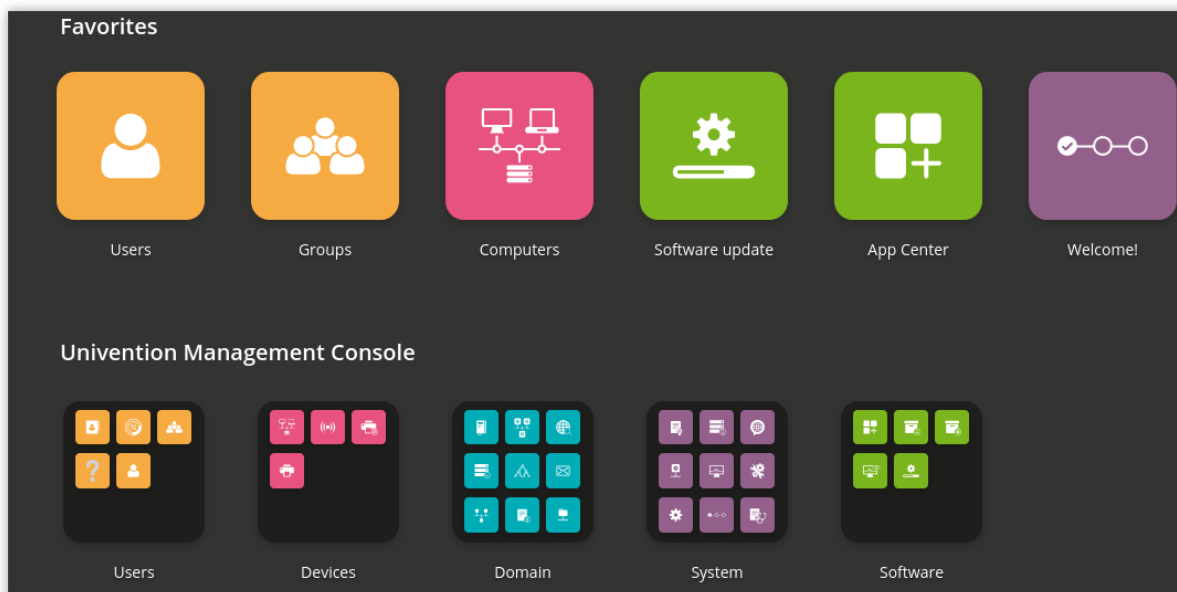 Favorites
Users
Groups
Computers
Software update
App Center
Welcome!
Univention Management Console
Users
Devices
Domain
System
Software